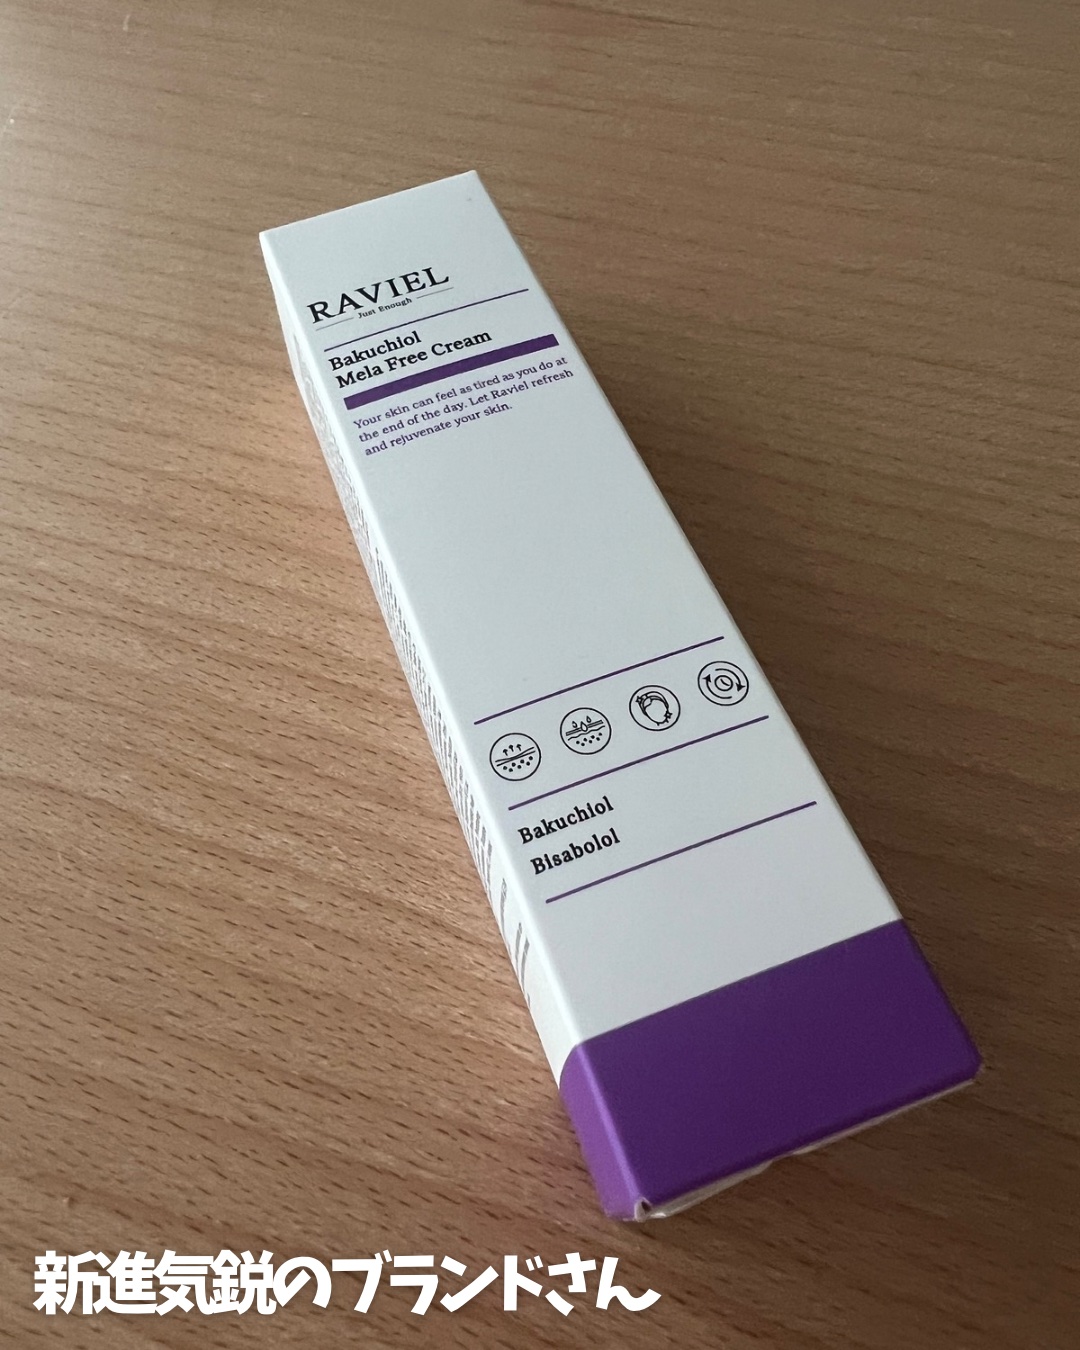 RAVIEL
Just Enough
Bakuchiol
Mela Free Cream
Your skin can feel as tired as you do at
the end of the day. Let Raviel refresh
and rejuvenate your skin.
Bakuchiol
Bisabolol
新進気鋭のブランドさん